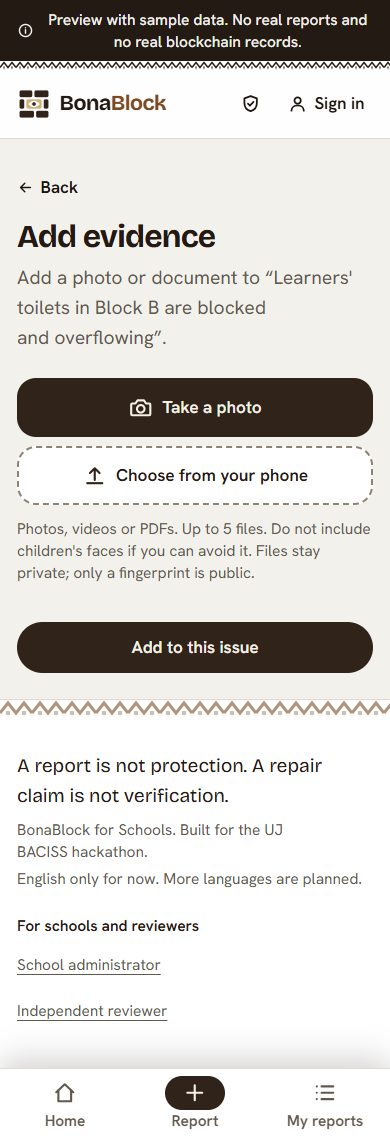 Preview with sample data. No real reports and
no real blockchain records.
BonaBlock
Sign in
Back
Add evidence
Add a photo or document to “Learners'
toilets in Block B are blocked
and overflowing”.
Take a photo
Choose from your phone
Photos, videos or PDFs. Up to 5 files. Do not include
children's faces if you can avoid it. Files stay
private; only a fingerprint is public.
Add to this issue
A report is not protection. A repair
claim is not verification.
BonaBlock for Schools. Built for the UJ
BACISS hackathon.
English only for now. More languages are planned.
For schools and reviewers
School administrator
Independent reviewer
Home
Report
My reports